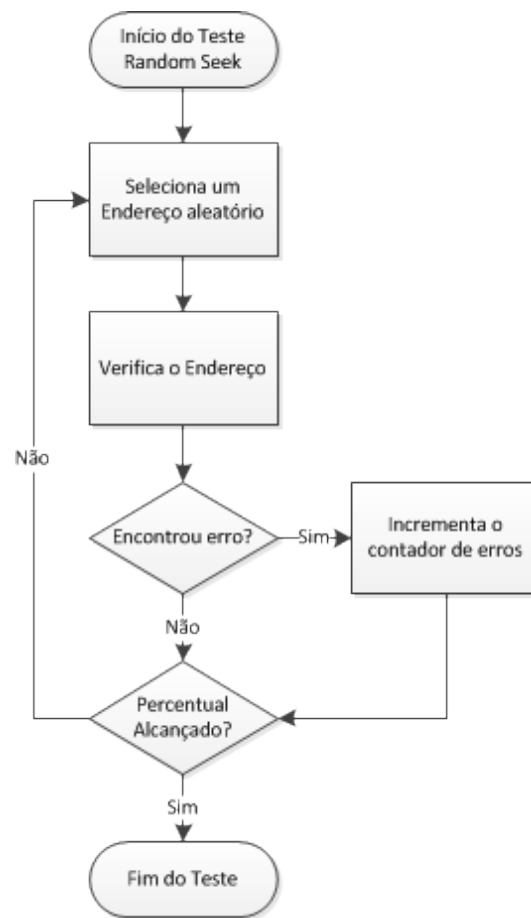 Início do Teste
Random Seek
Seleciona um
Endereço aleatório
Verifica o Endereço
Não
Encontrou erro?
Sim
Incrementa o
contador de erros
Não
Percentual
Alcançado?
Sim
Fim do Teste